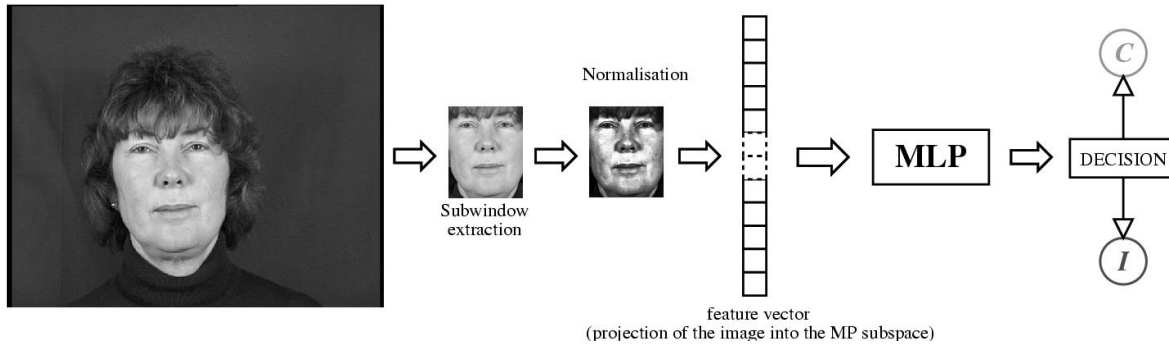 Normalisation
Subwindow
extraction
feature vector
(projection of the image into the MP subspace)
MLP
DECISION
C
I